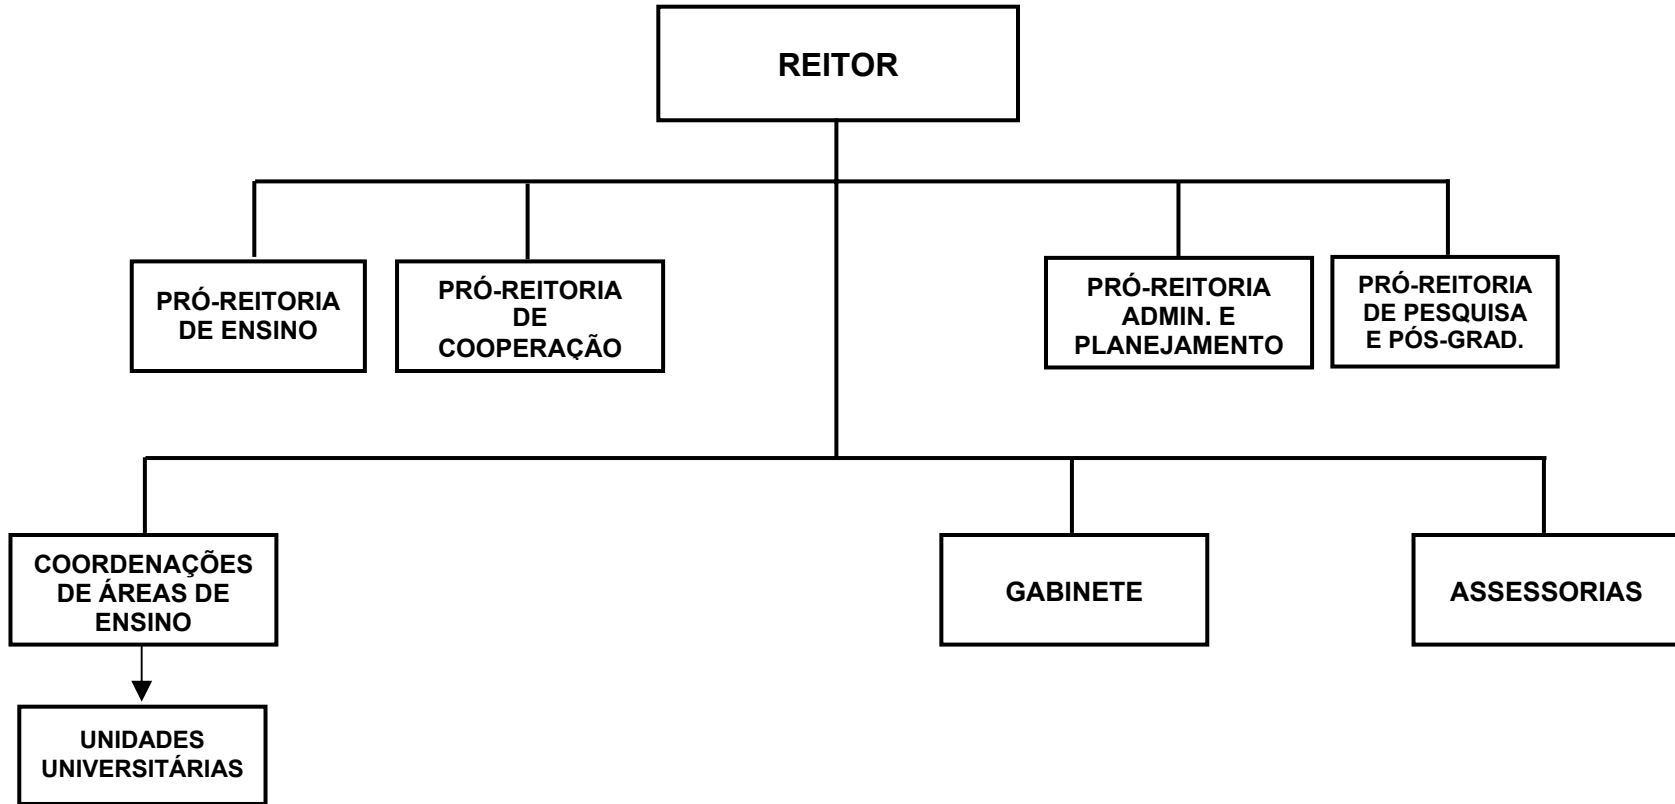 REITOR
PRÓ-REITORIA
DE ENSINO
PRÓ-REITORIA
DE
COOPERAÇÃO
PRÓ-REITORIA
ADMIN. E
PLANEJAMENTO
PRÓ-REITORIA
DE PESQUISA
E PÓS-GRAD.
COORDENAÇÕES
DE ÁREAS DE
ENSINO
GABINETE
ASSESSORIAS
UNIDADES
UNIVERSITÁRIAS